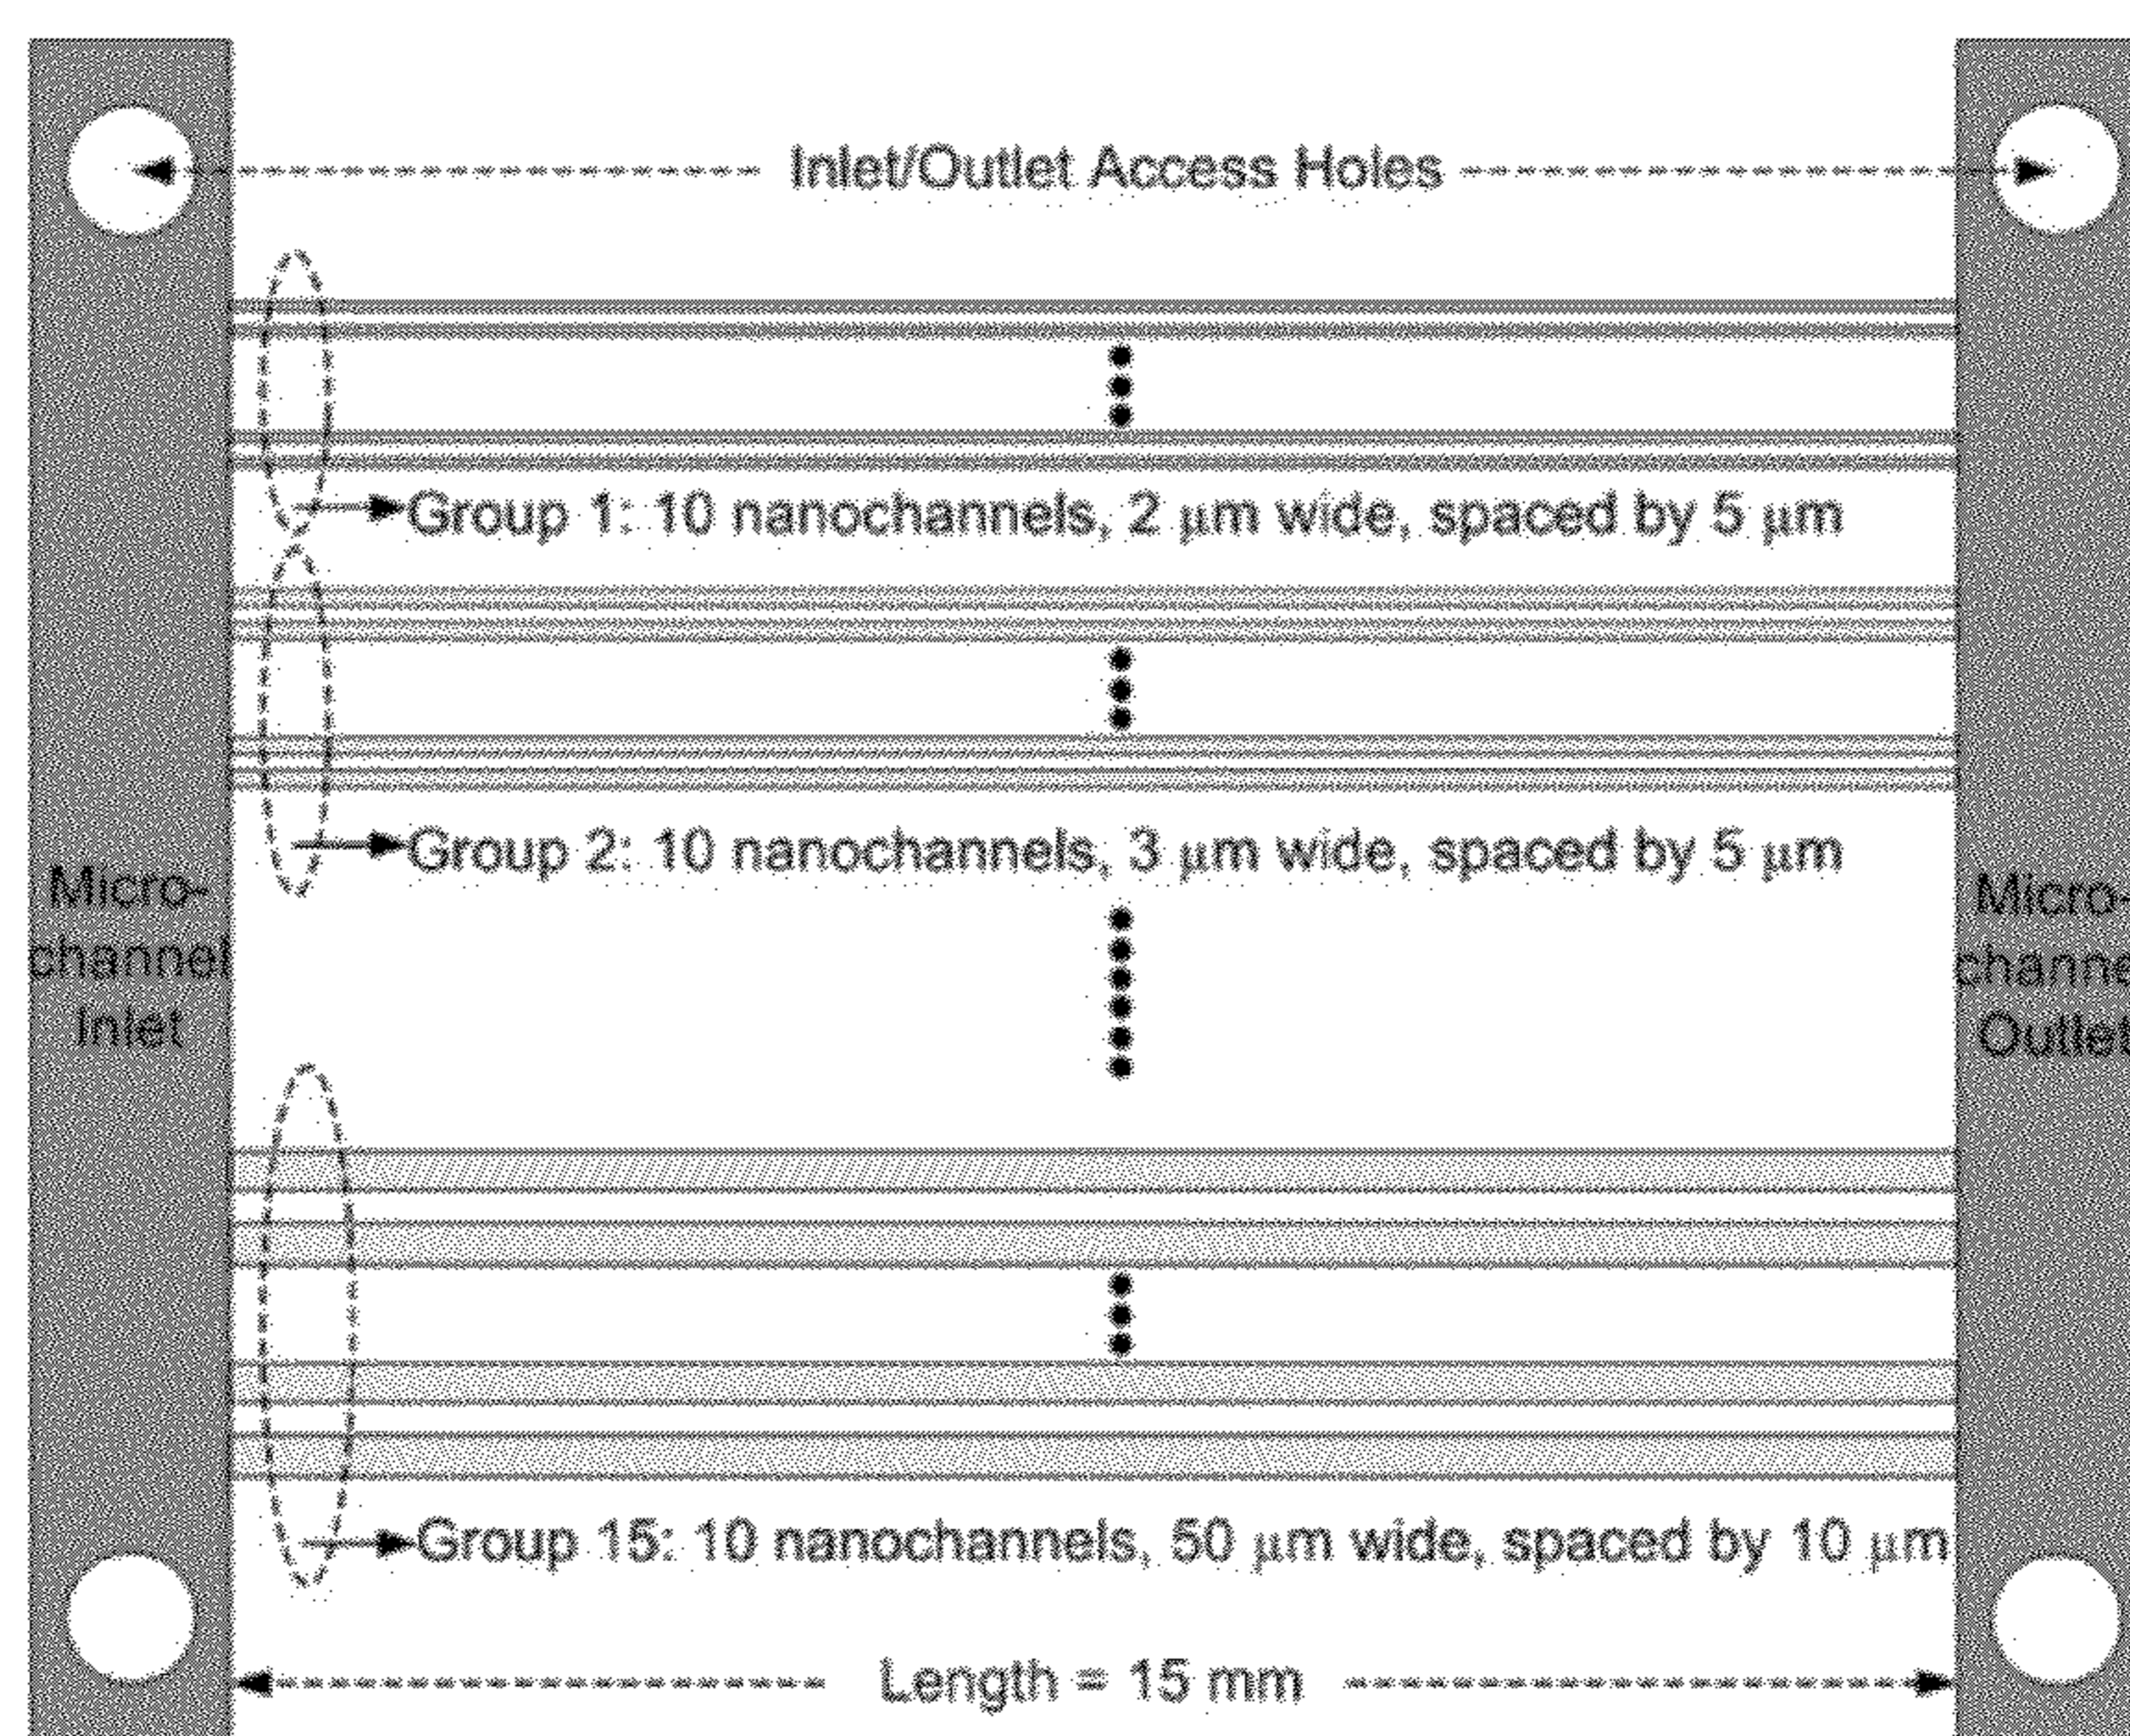 Inlet/Outlet Access Holes
Group 1: 10 nanochannels, 2 μm wide, spaced by 5 μm
Group 2: 10 nanochannels, 3 μm wide, spaced by 5 μm
Micro-
channel
Inlet
Micro-
channe
Outlet
Group 15: 10 nanochannels, 50 μm wide, spaced by 10 μm
Length = 15 mm